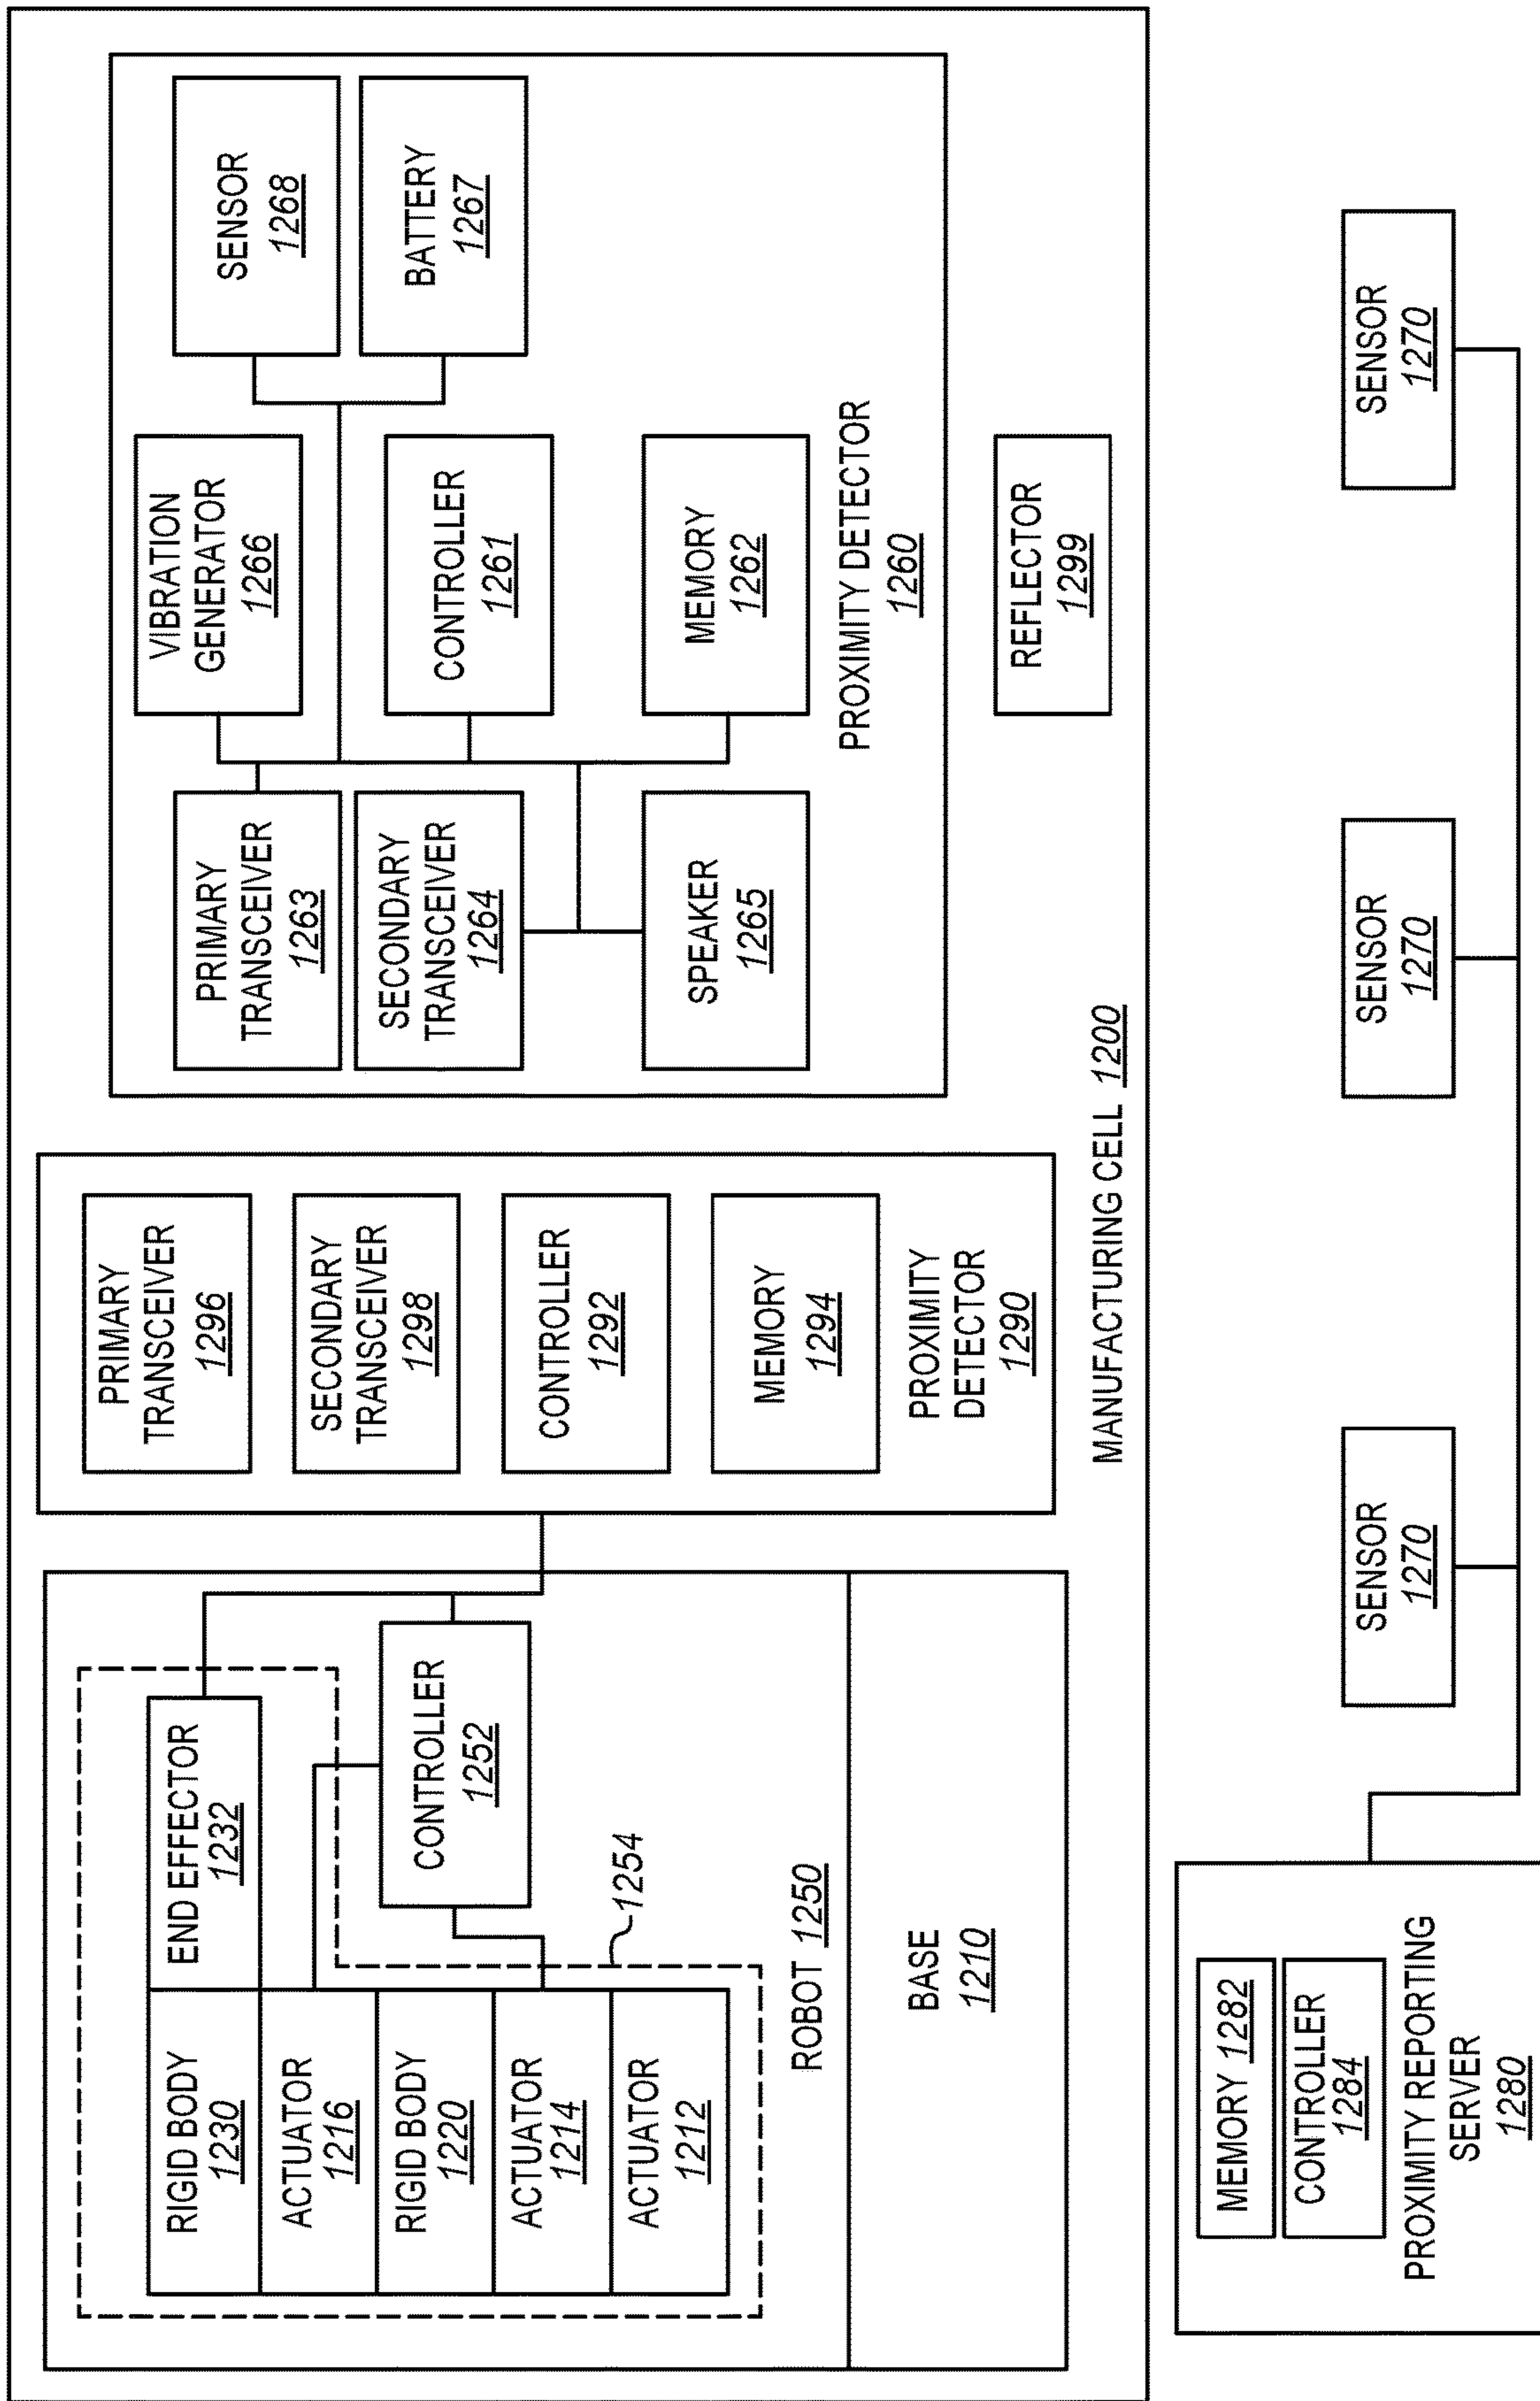 RIGID BODY
1230
END EFFECTOR
1232
ACTUATOR
1216
RIGID BODY
1220
ACTUATOR
1214
ACTUATOR
1212
CONTROLLER
1252
1254
ROBOT 1250
BASE
1210
PRIMARY
TRANSCEIVER
1296
SECONDARY
TRANSCEIVER
1298
CONTROLLER
1292
MEMORY
1294
PROXIMITY
DETECTOR
1290
PRIMARY
TRANSCEIVER
1263
SECONDARY
TRANSCEIVER
1264
SPEAKER
1265
VIBRATION
GENERATOR
1266
CONTROLLER
1261
MEMORY
1262
SENSOR
1268
BATTERY
1267
PROXIMITY DETECTOR
1260
REFLECTOR
1299
MANUFACTURING CELL 1200
MEMORY 1282
CONTROLLER
1284
PROXIMITY REPORTING
SERVER
1280
SENSOR
1270
SENSOR
1270
SENSOR
1270